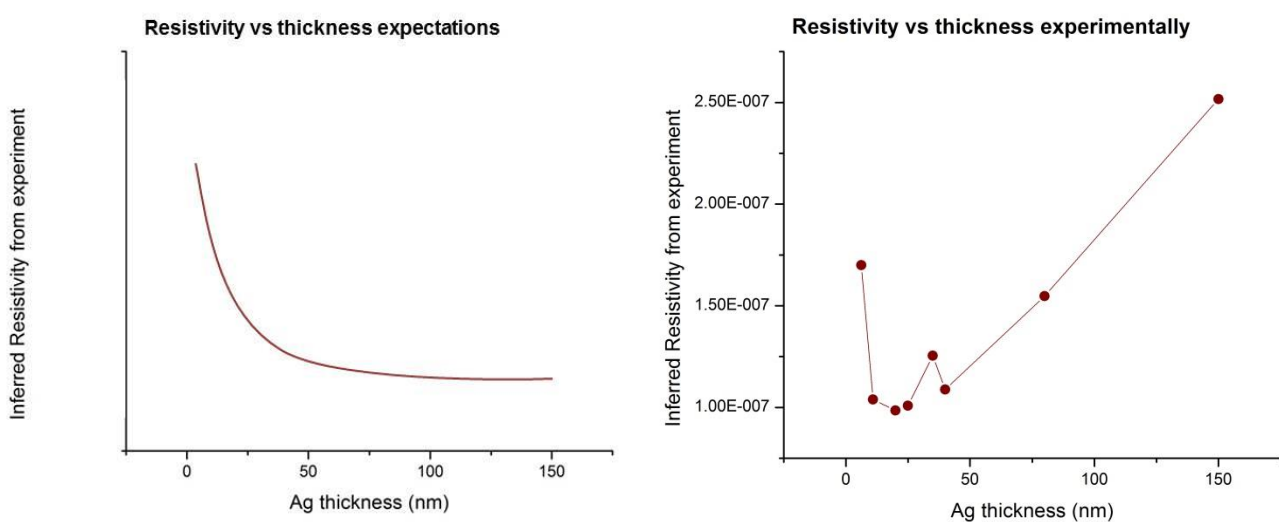 Resistivity vs thickness expectations
Inferred Resistivity from experiment
0
50
100
150
Ag thickness (nm)
Resistivity vs thickness experimentally
Inferred Resistivity from experiment
2.50E-007
2.00E-007
1.50E-007
1.00E-007
0
50
100
150
Ag thickness (nm)